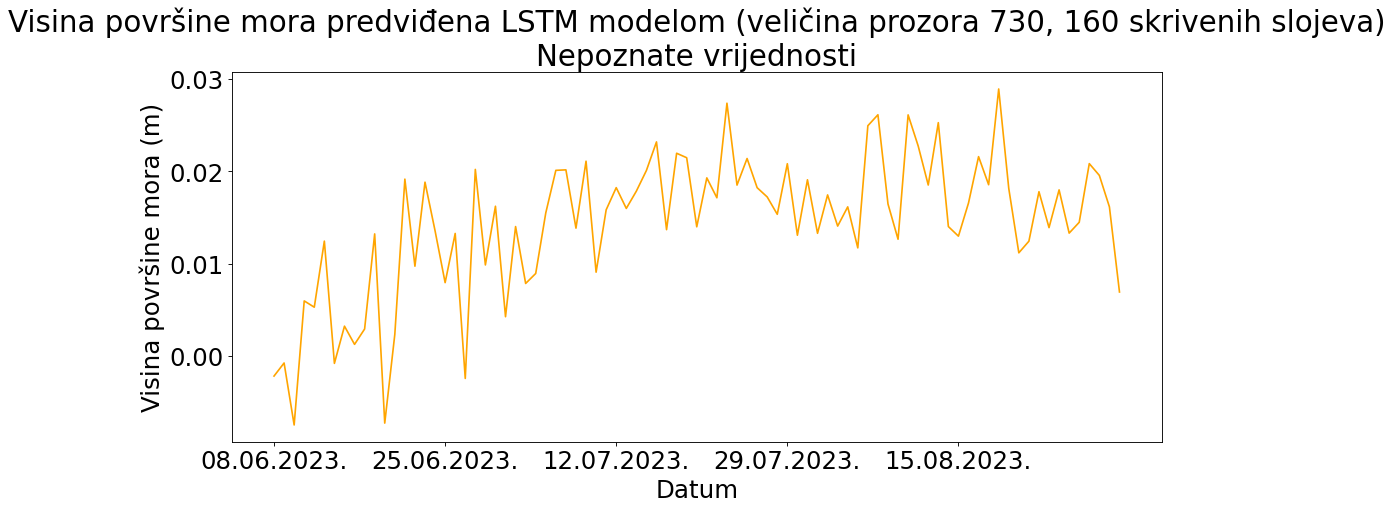 Visina površine mora predviđena LSTM modelom (veličina prozora 730, 160 skrivenih slojeva)
Nepoznate vrijednosti
Visina površine mora (m)
0.03
0.02
0.01
0.00
08.06.2023. 25.06.2023. 12.07.2023. 29.07.2023. 15.08.2023.
Datum